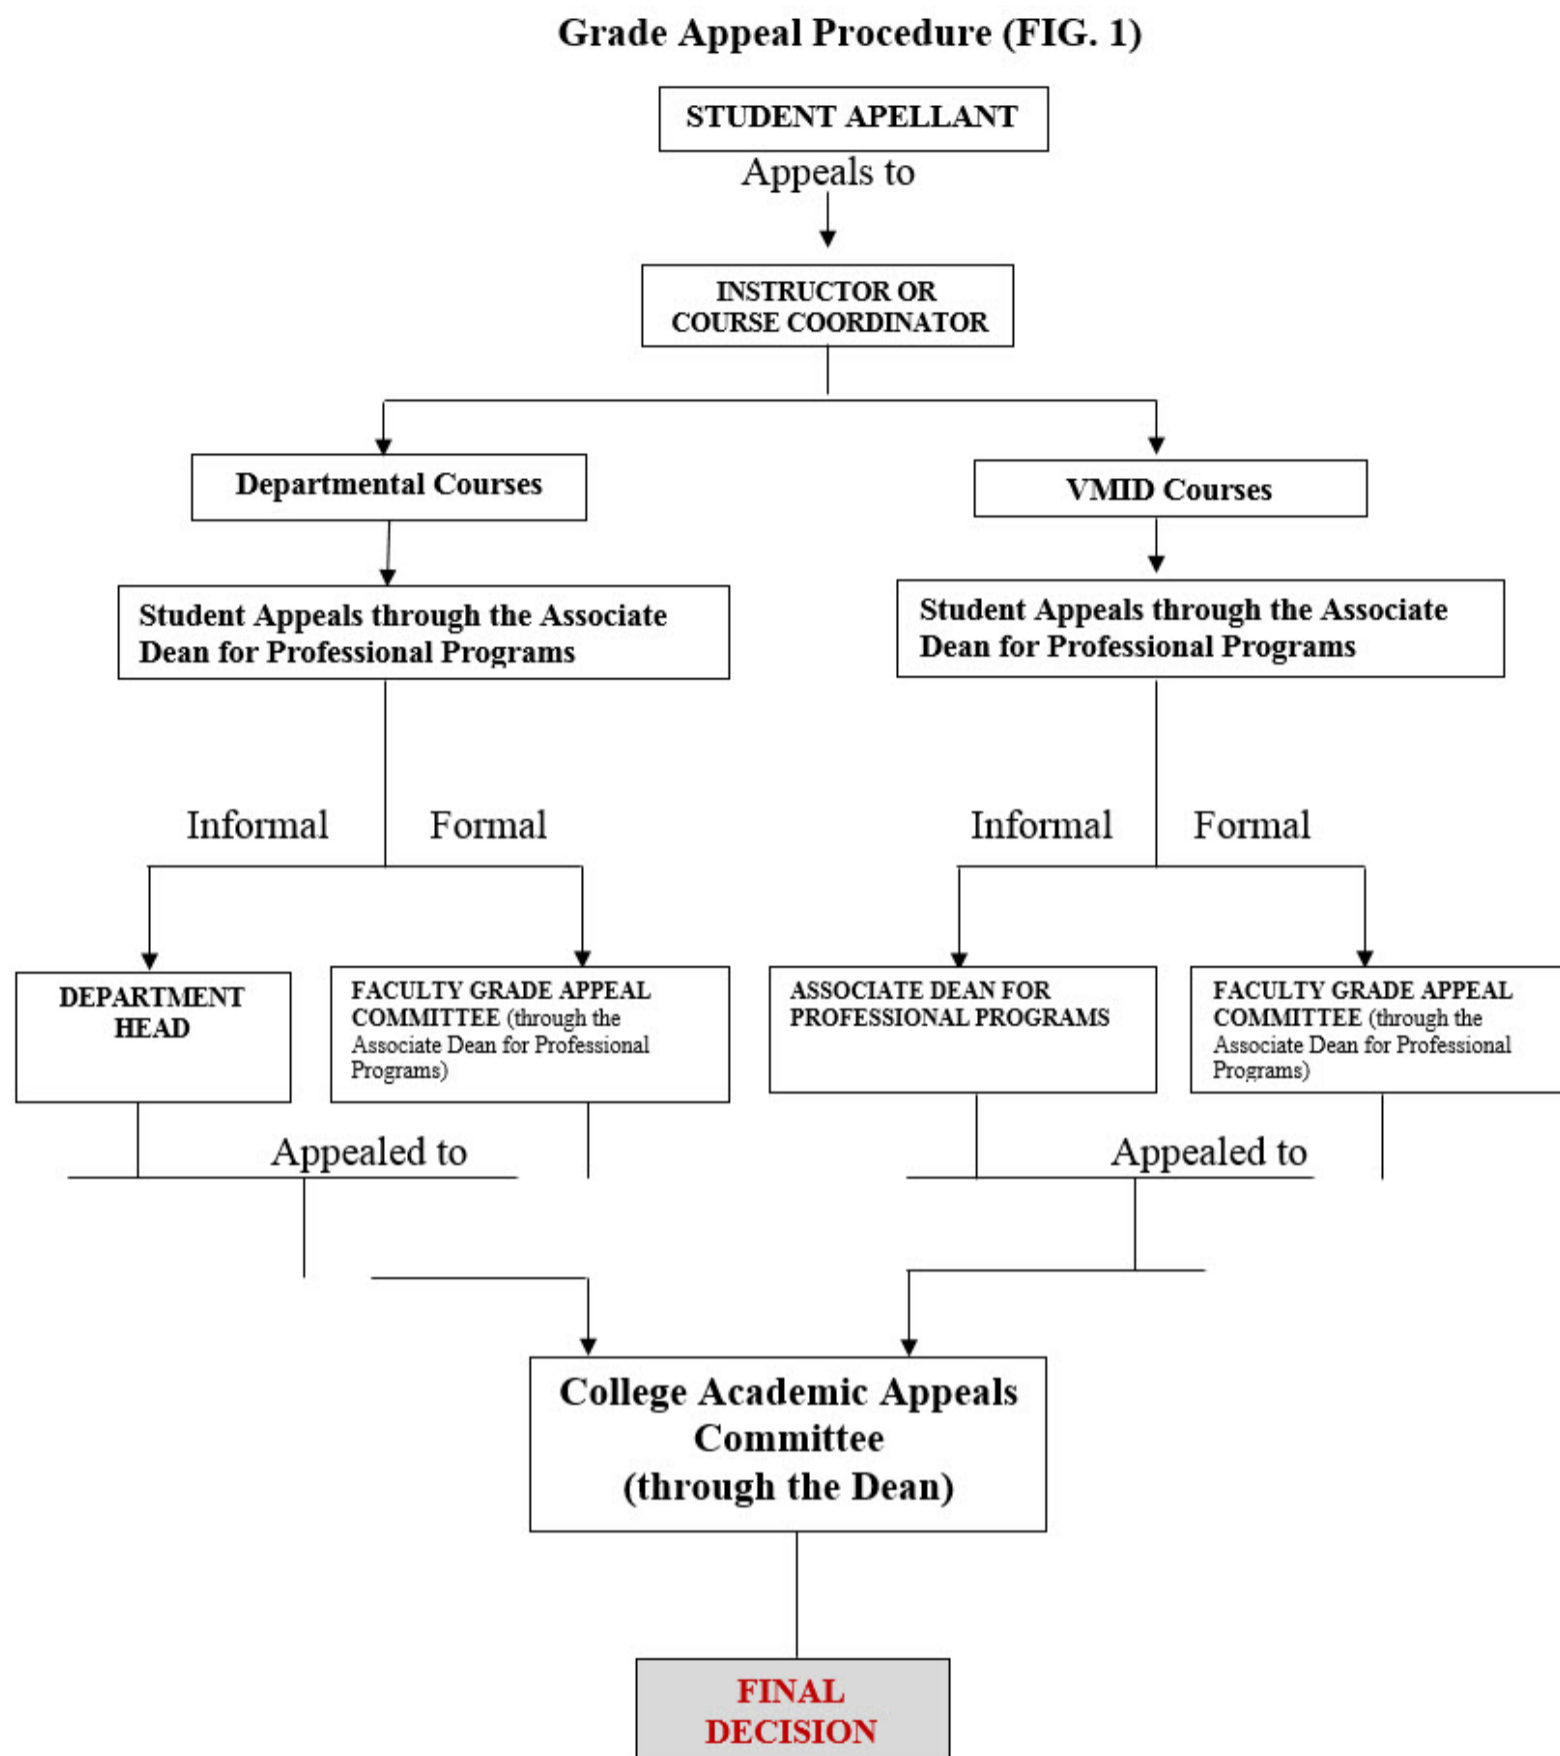 Grade Appeal Procedure (FIG. 1)
STUDENT APELLANT
Appeals to
INSTRUCTOR OR
COURSE COORDINATOR
Departmental Courses
VMID Courses
Student Appeals through the Associate
Dean for Professional Programs
Student Appeals through the Associate
Dean for Professional Programs
Informal
Formal
Informal
Formal
DEPARTMENT
HEAD
FACULTY GRADE APPEAL
COMMITTEE (through the
Associate Dean for Professional
Programs)
ASSOCIATE DEAN FOR
PROFESSIONAL PROGRAMS
FACULTY GRADE APPEAL
COMMITTEE (through the
Associate Dean for Professional
Programs)
Appealed to
Appealed to
College Academic Appeals
Committee
(through the Dean)
FINAL
DECISION